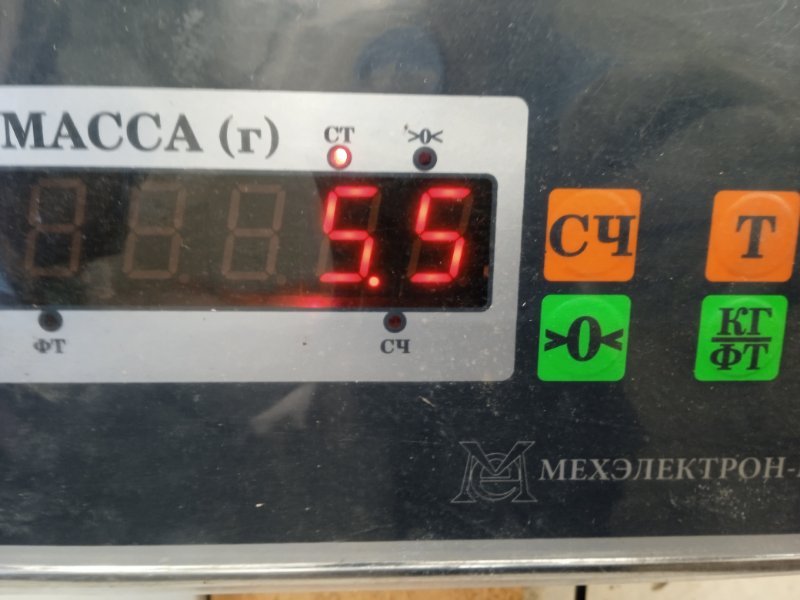 МАССА (г)
СТ
>0<
5.5
СЧ
Т
>0<
КГ
ФТ
ФТ
СЧ
МЕХЭЛЕКТРОН-